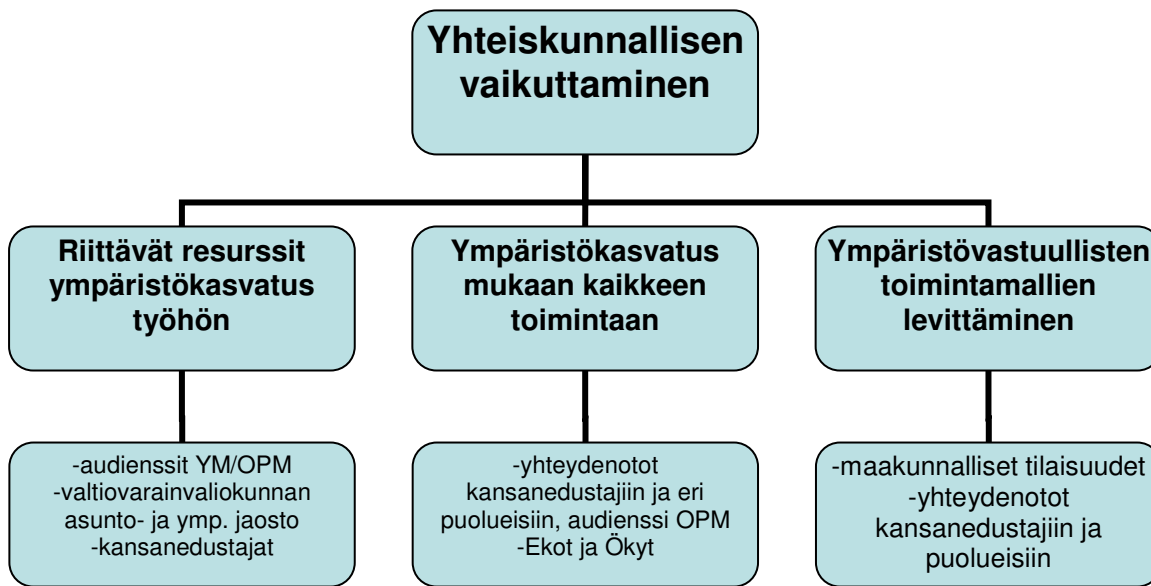 Yhteiskunnallisen
vaikuttaminen
Riittävät resurssit
ympäristökasvatus
työhön
Ympäristökasvatus
mukaan kaikkeen
toimintaan
Ympäristövastuullisten
toimintamallien
levittäminen
-audienssit YM/OPM
-valtiovarainvaliokunnan
asunto- ja ymp. jaosto
-kansanedustajat
-yhteydenotot
kansanedustajiin ja eri
puolueisiin, audienssi OPM
-Ekot ja Ökyt
-maakunnalliset tilaisuudet
-yhteydenotot
kansanedustajiin ja
puolueisiin